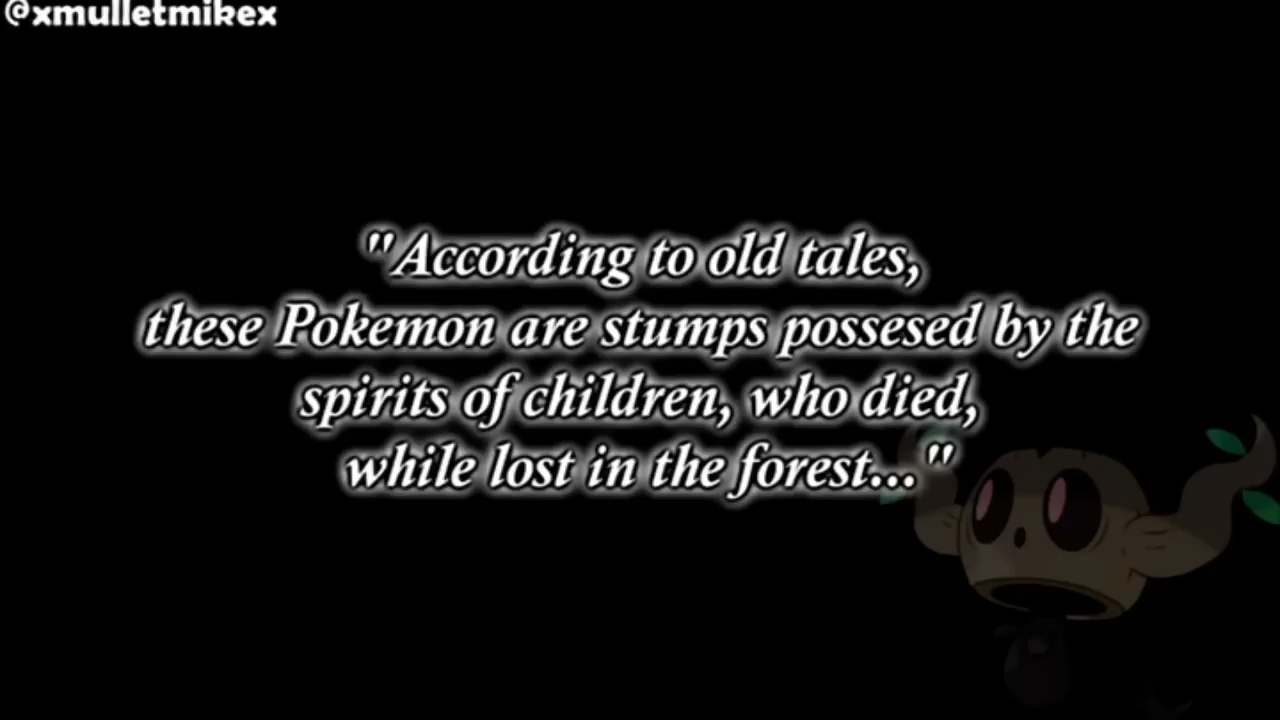 @xmulletmikex
"According to old tales,
these Pokemon are stumps possesed by the
spirits of children, who died,
while lost in the forest..."